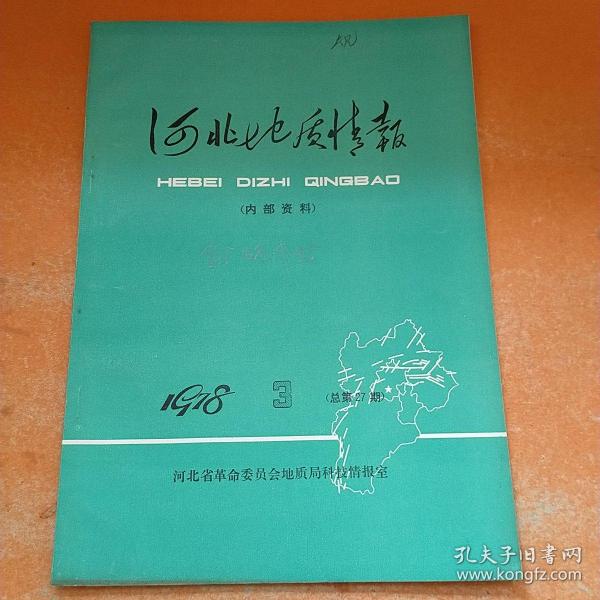 河北地质情报
HEBEI DIZHI QINGBAO
(内部资料)
1978 3 (总第27期)
河北省革命委员会地质局科技情报室
孔夫子旧书网
www.kongfz.com